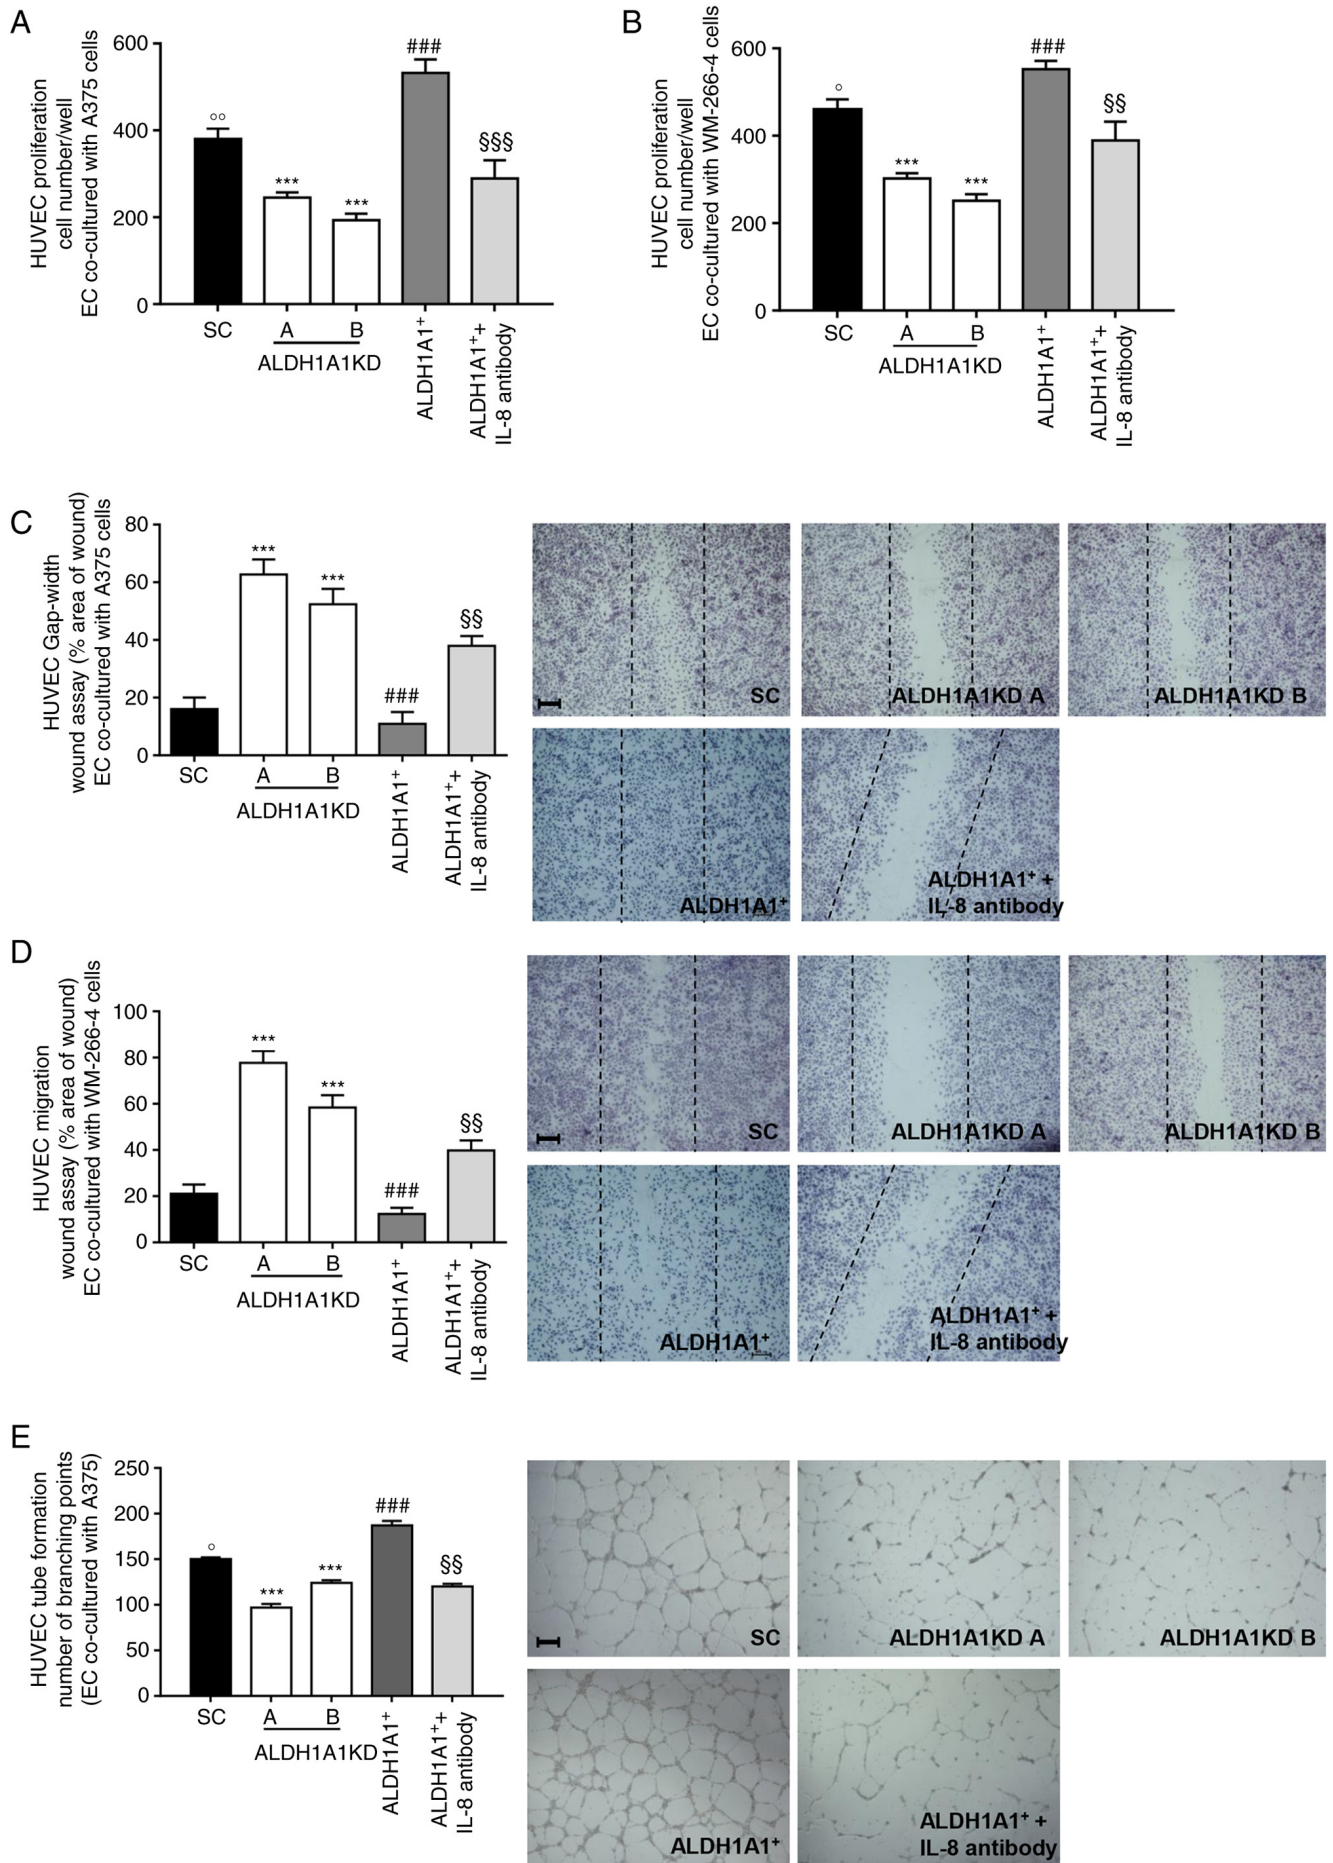 A
HUVEC proliferation
cell number/well
EC co-cultured with A375 cells
600
400
200
0
°°
***
***
###
§§§
SC
A
B
ALDH1A1KD
ALDH1A1⁺
ALDH1A1⁺+
IL-8 antibody
B
HUVEC proliferation
cell number/well
EC co-cultured with WM-266-4 cells
600
400
200
0
°
***
***
###
§§
SC
A
B
ALDH1A1KD
ALDH1A1⁺
ALDH1A1⁺+
IL-8 antibody
C
HUVEC Gap-width
wound assay (% area of wound)
EC co-cultured with A375 cells
80
60
40
20
0
***
***
###
§§
SC
A
B
ALDH1A1KD
ALDH1A1⁺
ALDH1A1⁺+
IL-8 antibody
SC
ALDH1A1KD A
ALDH1A1KD B
ALDH1A1⁺
ALDH1A1⁺ +
IL-8 antibody
D
HUVEC migration
wound assay (% area of wound)
EC co-cultured with WM-266-4 cells
100
80
60
40
20
0
***
***
###
§§
SC
A
B
ALDH1A1KD
ALDH1A1⁺
ALDH1A1⁺+
IL-8 antibody
SC
ALDH1A1KD A
ALDH1A1KD B
ALDH1A1⁺
ALDH1A1⁺ +
IL-8 antibody
E
HUVEC tube formation
number of branching points
(EC co-cultured with A375)
250
200
150
100
50
0
°
***
***
###
§§
SC
A
B
ALDH1A1KD
ALDH1A1⁺
ALDH1A1⁺+
IL-8 antibody
SC
ALDH1A1KD A
ALDH1A1KD B
ALDH1A1⁺
ALDH1A1⁺ +
IL-8 antibody